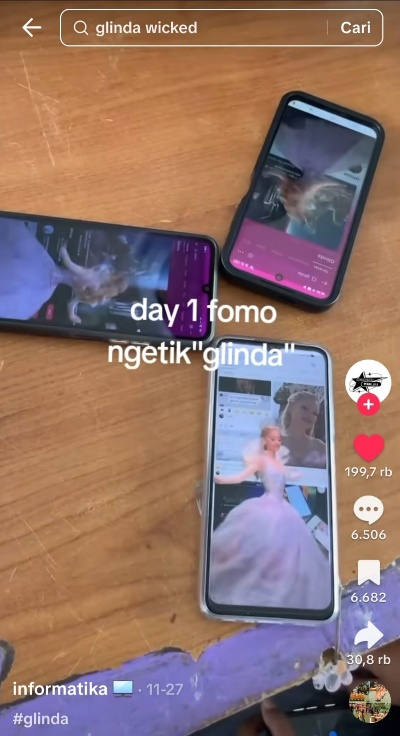 glinda wicked
Cari
day 1 fomo
ngetik"glinda"
199,7 rb
6.506
6.682
30,8 rb
informatika 🖥️ · 11-27
#glinda